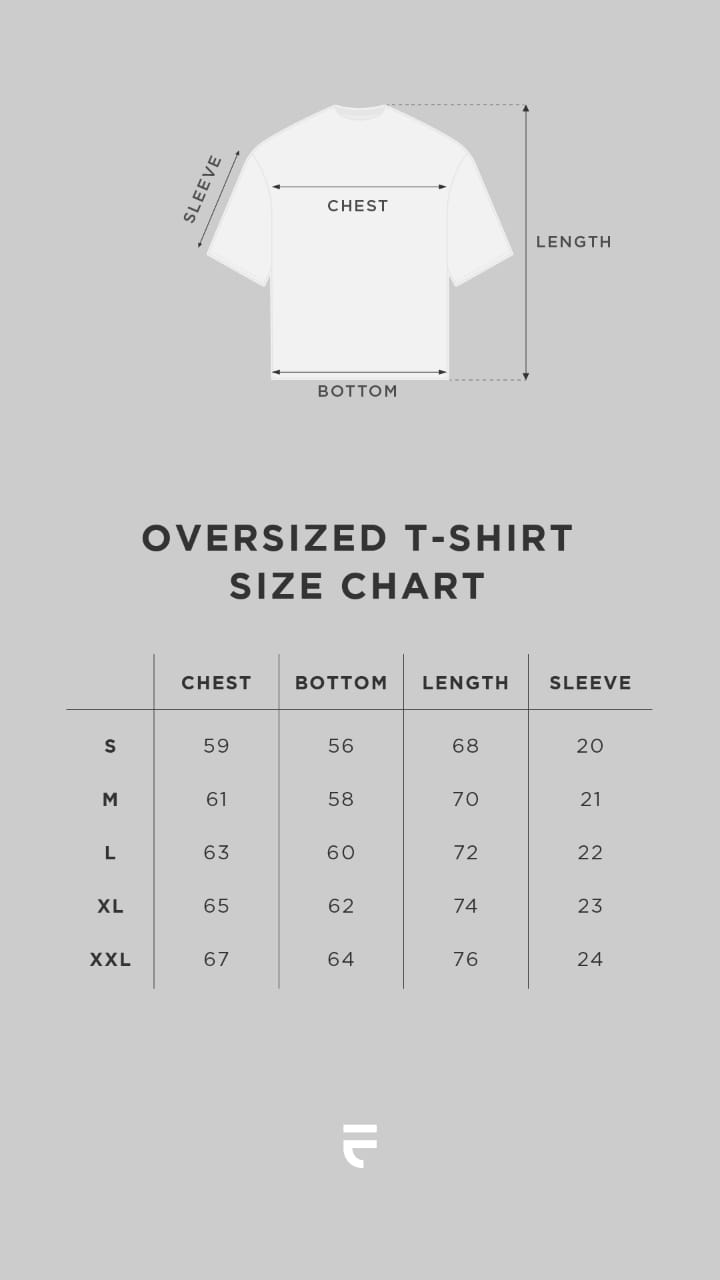 SLEEVE
CHEST
LENGTH
BOTTOM
OVERSIZED T-SHIRT
SIZE CHART
CHEST BOTTOM LENGTH SLEEVE
S 59 56 68 20
M 61 58 70 21
L 63 60 72 22
XL 65 62 74 23
XXL 67 64 76 24